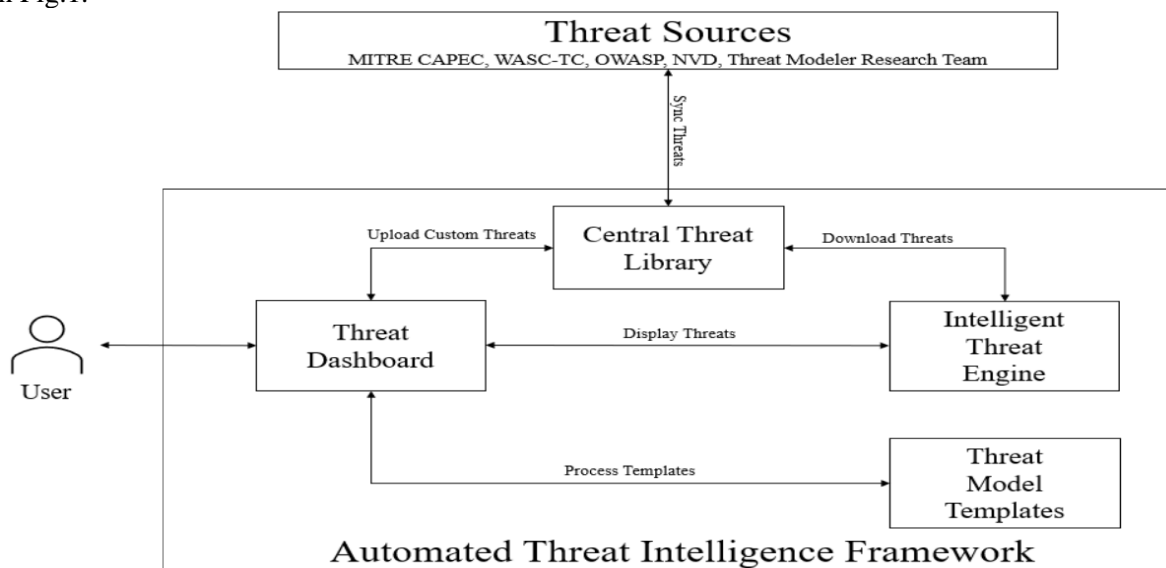 n Fig.1.
Threat Sources
MITRE CAPEC, WASC-TC, OWASP, NVD, Threat Modeler Research Team
Sync Threats
Upload Custom Threats
Central Threat
Library
Download Threats
Threat
Dashboard
Display Threats
Intelligent
Threat
Engine
User
Process Templates
Threat
Model
Templates
Automated Threat Intelligence Framework